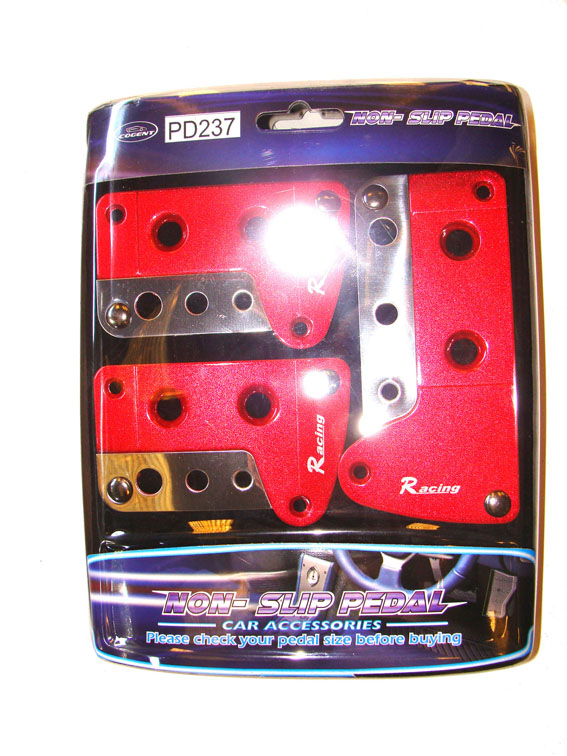 COGENT
PD237
NON- SLIP PEDAL
Racing
Racing
Racing
NON- SLIP PEDAL
CAR ACCESSORIES
Please check your pedal size before buying